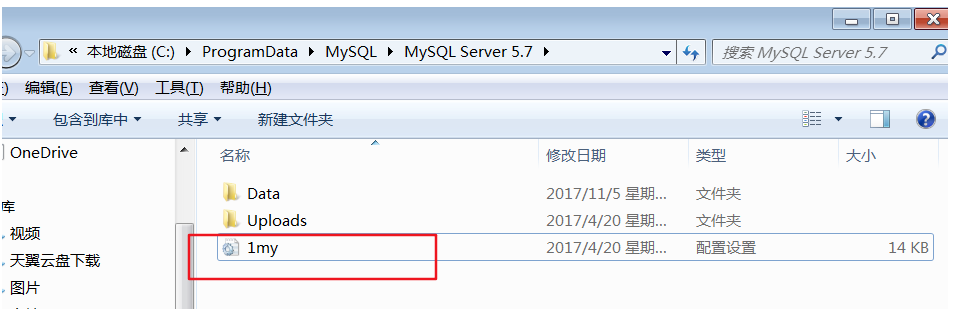 « 本地磁盘 (C:) ▸ ProgramData ▸ MySQL ▸ MySQL Server 5.7 ▸
搜索 MySQL Server 5.7
编辑(E) 查看(V) 工具(T) 帮助(H)
包含到库中 共享 新建文件夹
OneDrive
库
视频
天翼云盘下载
图片
名称 修改日期 类型 大小
Data 2017/11/5 星期... 文件夹
Uploads 2017/4/20 星期... 文件夹
1my 2017/4/20 星期... 配置设置 14 KB